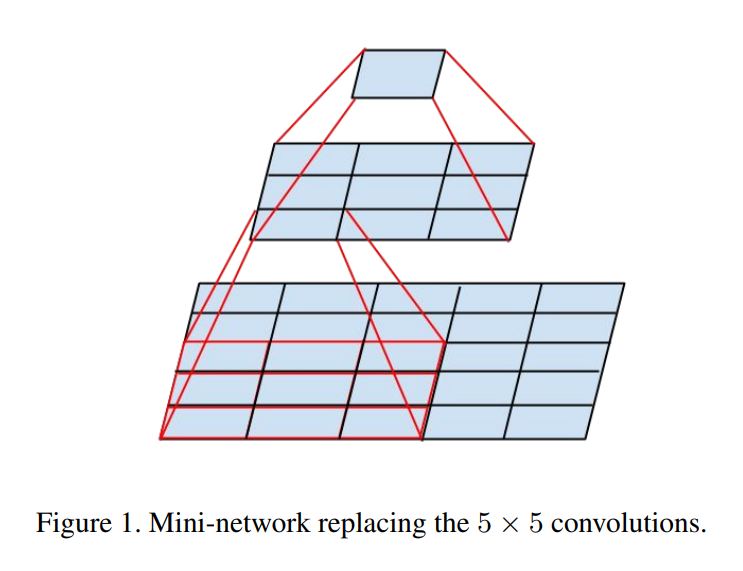 Figure 1. Mini-network replacing the 5 × 5 convolutions.